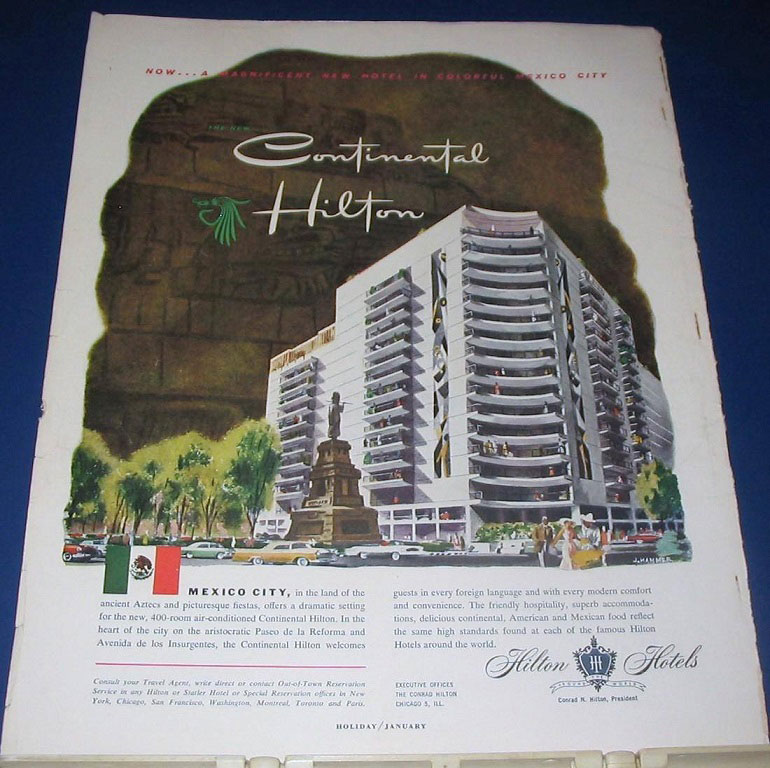 NOW...A MAGNIFICENT NEW HOTEL IN COLORFUL MEXICO CITY
THE NEW
Continental
Hilton
J. HAMMER
MEXICO CITY, in the land of the
ancient Aztecs and picturesque fiestas, offers a dramatic setting
for the new, 400-room air-conditioned Continental Hilton. In the
heart of the city on the aristocratic Paseo de la Reforma and
Avenida de los Insurgentes, the Continental Hilton welcomes
guests in every foreign language and with every modern comfort
and convenience. The friendly hospitality, superb accommoda-
tions, delicious continental, American and Mexican food reflect
the same high standards found at each of the famous Hilton
Hotels around the world.
Hilton Hotels
AROUND THE WORLD
Conrad N. Hilton, President
Consult your Travel Agent, write direct or contact Out-of-Town Reservation
Service in any Hilton or Statler Hotel or Special Reservation offices in New
York, Chicago, San Francisco, Washington, Montreal, Toronto and Paris.
EXECUTIVE OFFICES
THE CONRAD HILTON
CHICAGO 5, ILL.
HOLIDAY/JANUARY